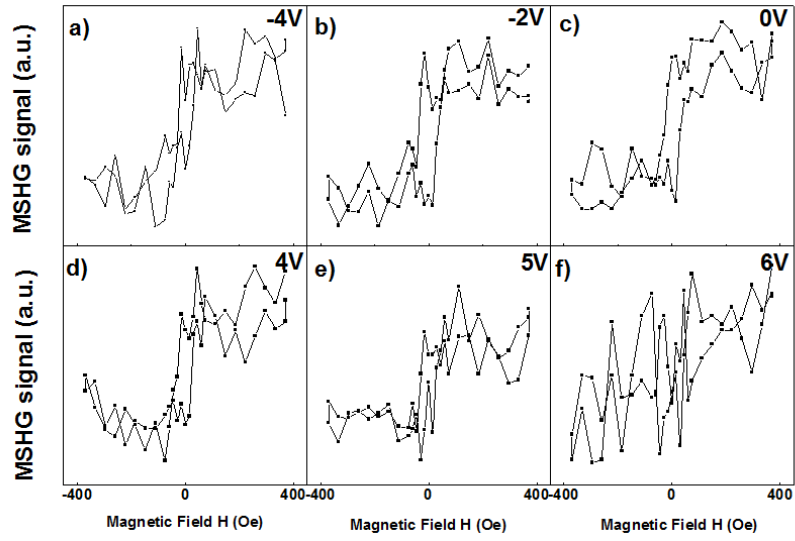 a) -4V b) -2V c) 0V
MSHG signal (a.u.)
d) 4V e) 5V f) 6V
MSHG signal (a.u.)
-400 0 400 -400 0 400 -400 0 400
Magnetic Field H (Oe) Magnetic Field H (Oe) Magnetic Field H (Oe)